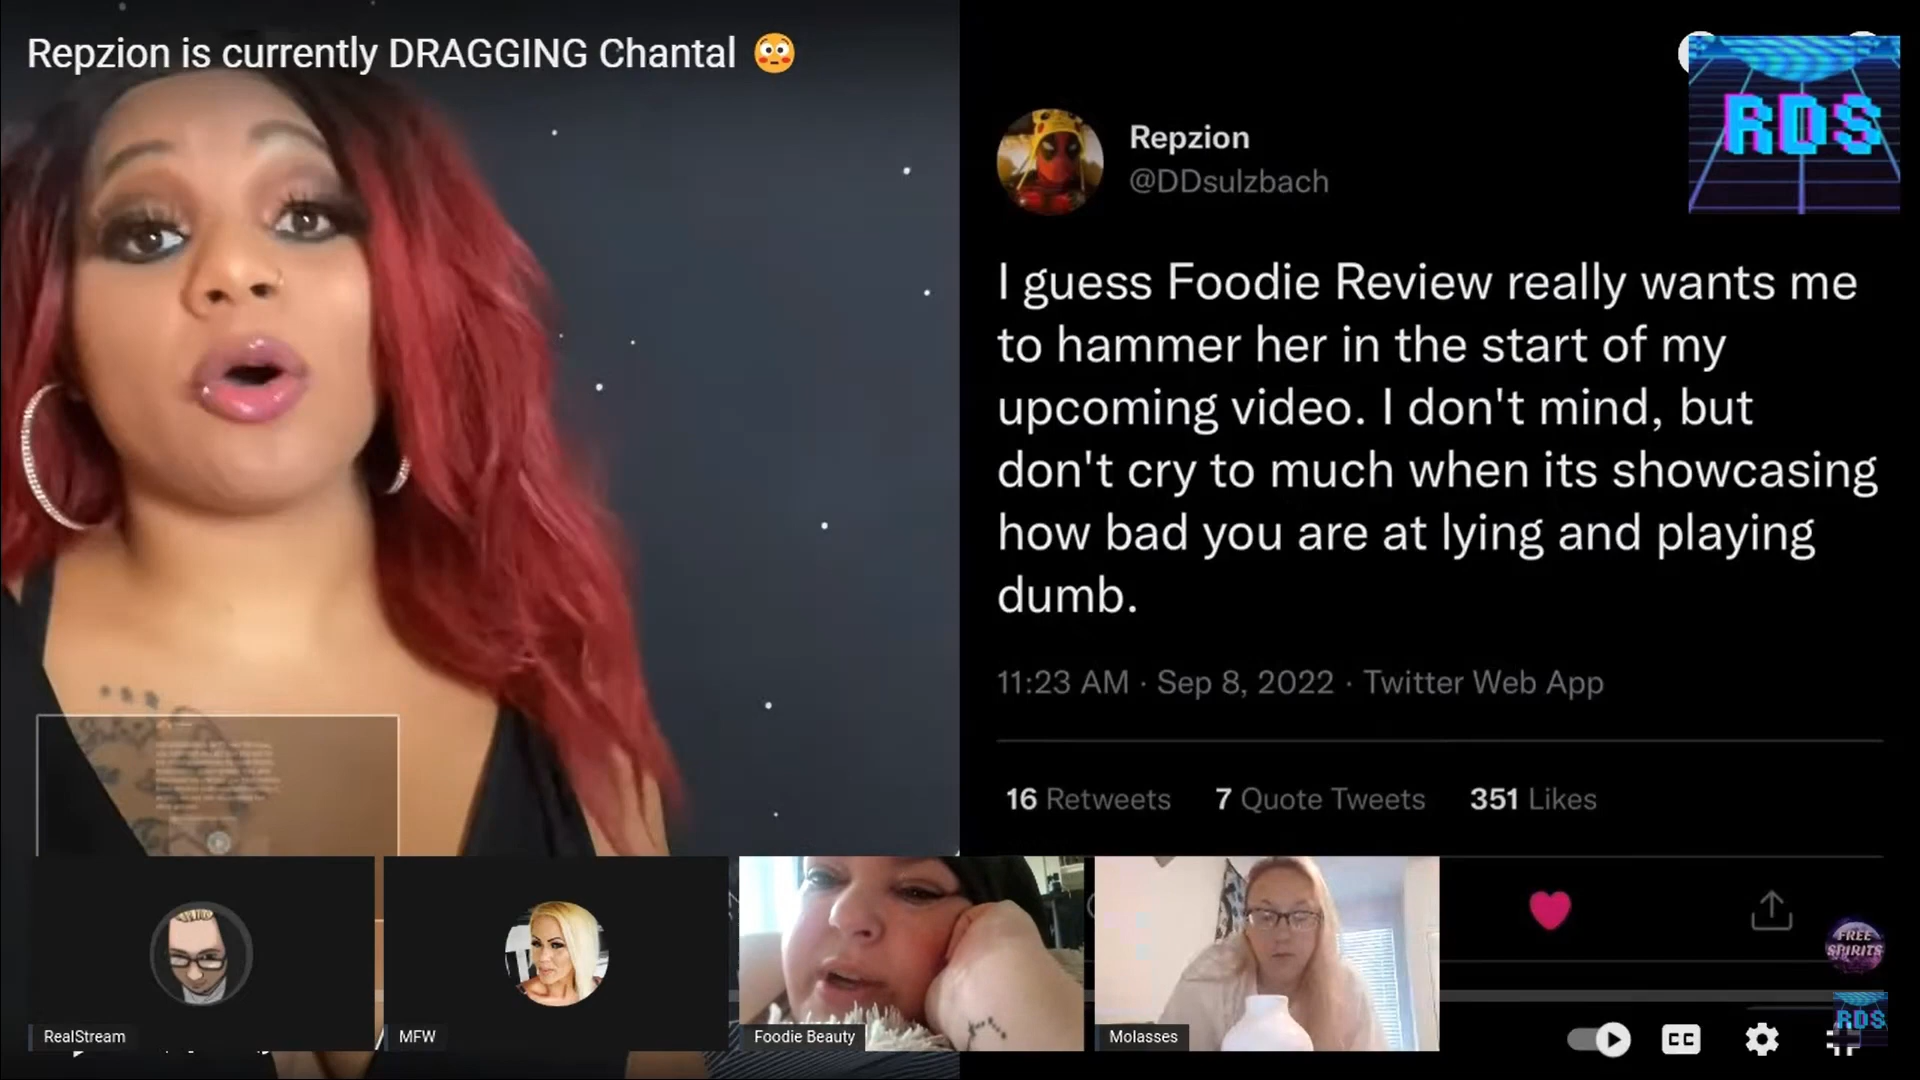 Repzion is currently DRAGGING Chantal 😳
RDS
Repzion
@DDsulzbach
I guess Foodie Review really wants me
to hammer her in the start of my
upcoming video. I don't mind, but
don't cry to much when its showcasing
how bad you are at lying and playing
dumb.
11:23 AM · Sep 8, 2022 · Twitter Web App
16 Retweets 7 Quote Tweets 351 Likes
FREE
SPIRITS
RDS
RealStream
MFW
Foodie Beauty
Molasses
CC